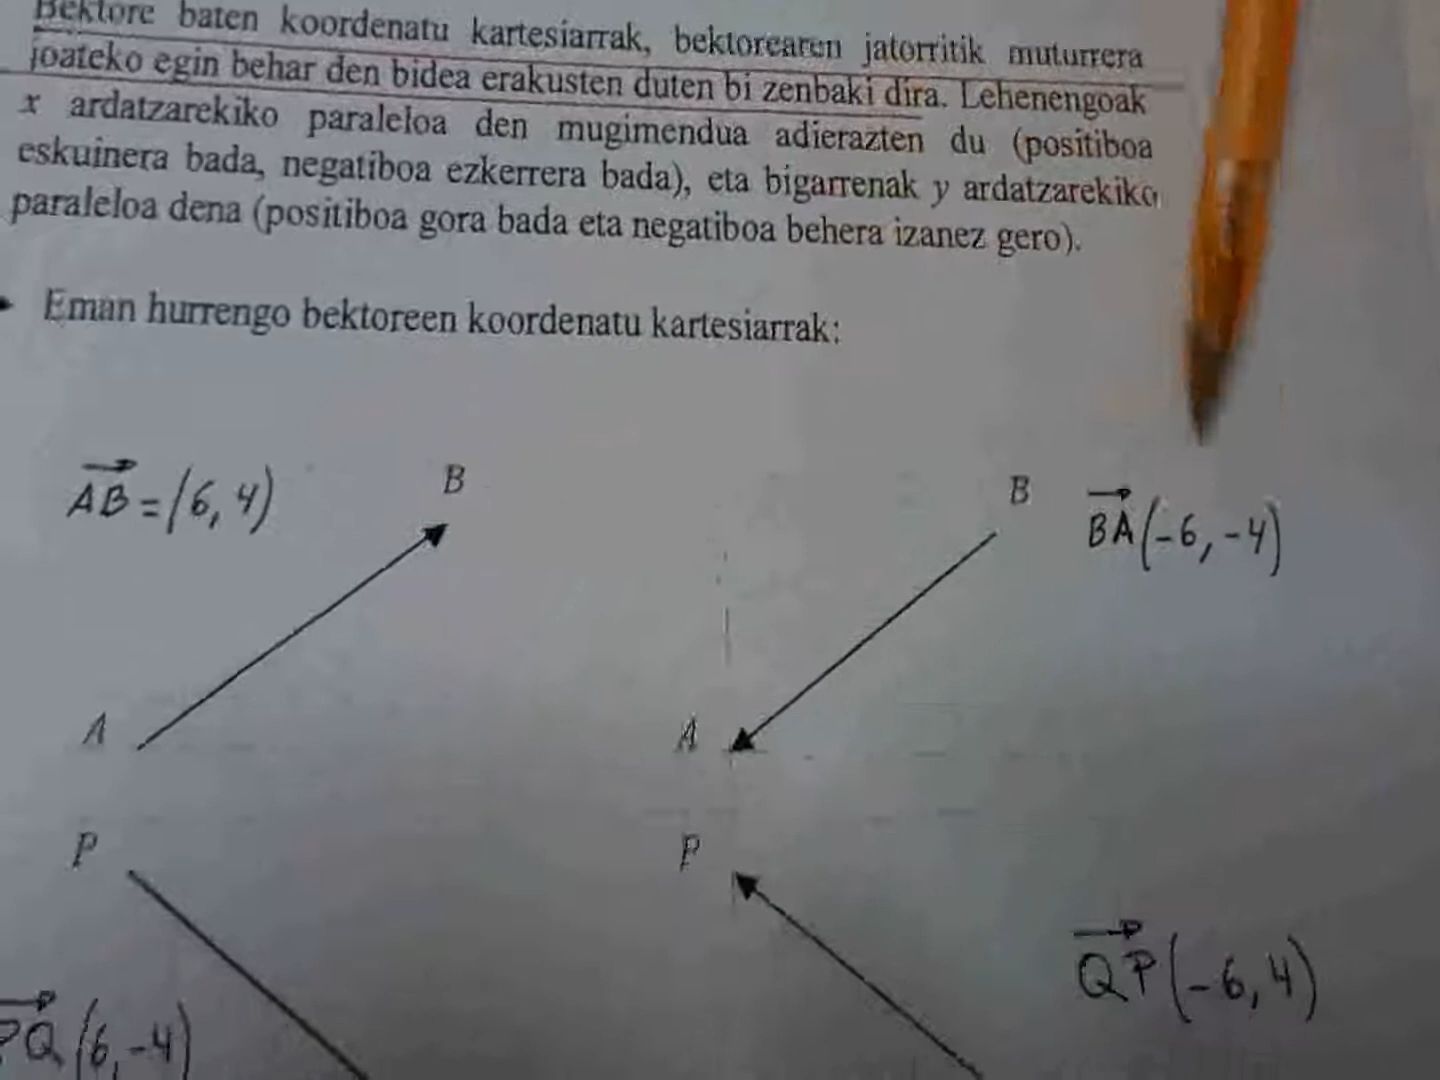 Bektore baten koordenatu kartesiarrak, bektorearen jatorritik muturrera
joateko egin behar den bidea erakusten duten bi zenbaki dira. Lehenengoak
x ardatzarekiko paraleloa den mugimendua adierazten du (positiboa
eskuinera bada, negatiboa ezkerrera bada), eta bigarrenak y ardatzarekiko
paraleloa dena (positiboa gora bada eta negatiboa behera izanez gero).
Eman hurrengo bektoreen koordenatu kartesiarrak:
AB = (6, 4)
B
B
BA (-6, -4)
A
A
P
P
QP (-6, 4)
PQ (6, -4)